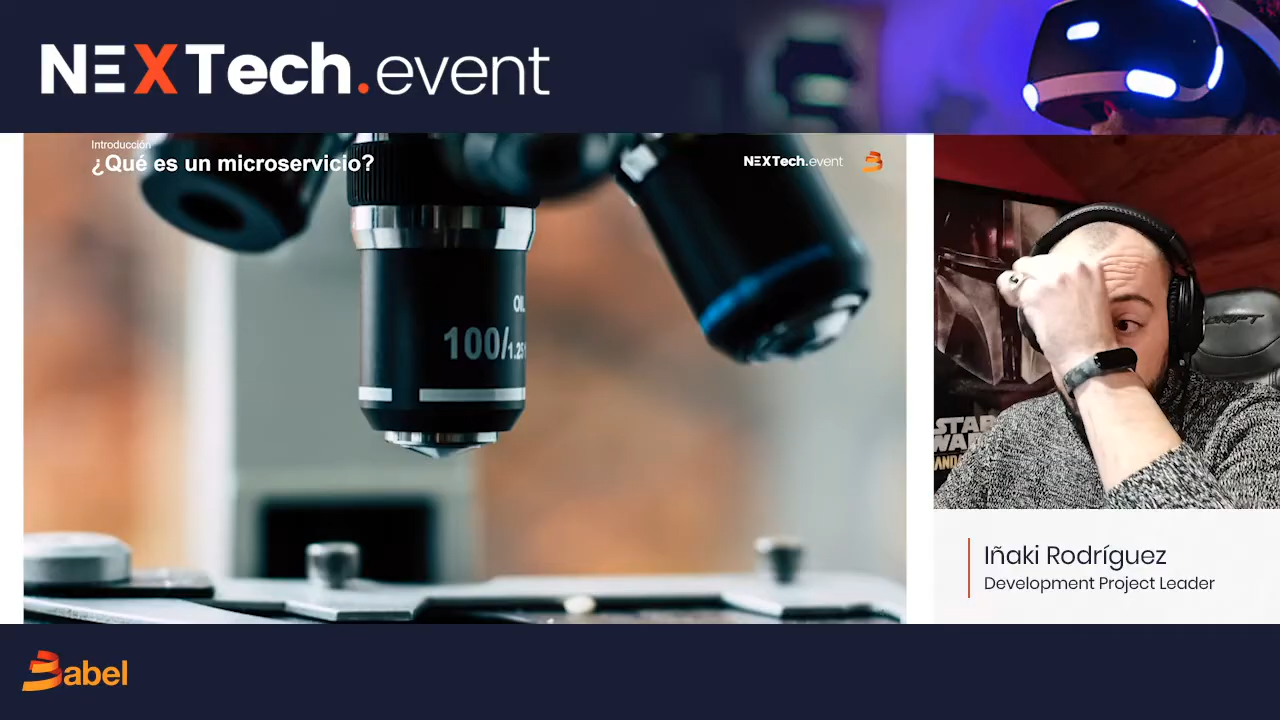 NEXTech.event
Introducción
¿Qué es un microservicio?
NEXTech.event
100/1.25
STAR
WARS
Iñaki Rodríguez
Development Project Leader
Babel